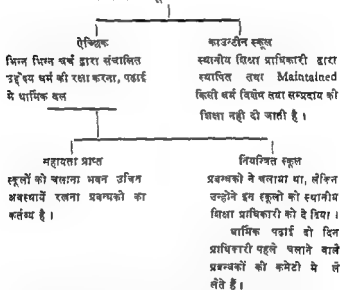 ऐच्छिक
भिन्न भिन्न धर्म द्वारा संचालित
उद्देश्य धर्म की रक्षा करना, पढ़ाई
मे धार्मिक बल
काउन्टीन स्कूल
स्थानीय शिक्षा प्राधिकारी द्वारा
स्थापित तथा Maintained
किसी धर्म विशेष तथा सम्प्रदाय की
शिक्षा नही दी जाती है ।
सहायता प्राप्त
स्कूलों को चलाना भवन उचित
अवस्थायें रखना प्रबन्धको का
कर्तव्य है ।
नियन्त्रित स्कूल
प्रबन्धको ने चलाया था, लेकिन
उन्होने इन स्कूलों को स्थानीय
शिक्षा प्राधिकारी को दे दिया ।
धार्मिक पढ़ाई दो दिन
प्राधिकारी पहले चलाने वाले
प्रबन्धकों की कमेटी मे ले
लेते हैं ।